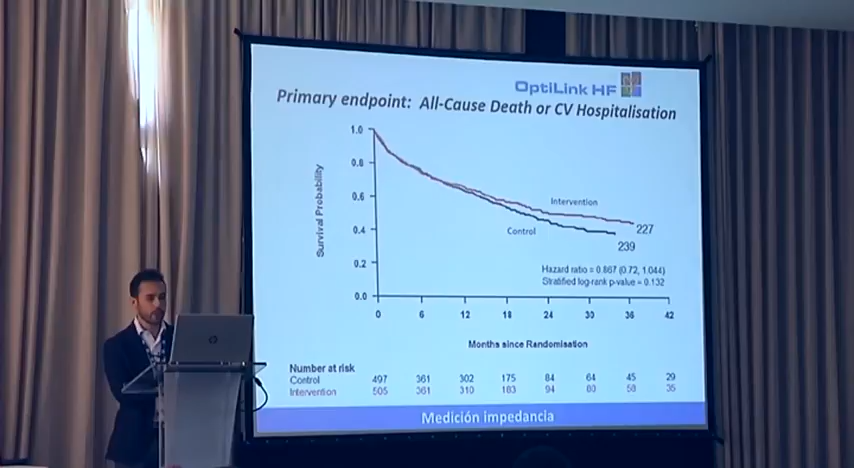 OptiLink HF
Primary endpoint: All-Cause Death or CV Hospitalisation
1.0
0.8
0.6
0.4
0.2
0.0
Survival Probability
Intervention
227
Control
239
Hazard ratio = 0.867 (0.72, 1.044)
Stratified log-rank p-value = 0.132
0 6 12 18 24 30 36 42
Months since Randomisation
Number at risk
Control 497 361 302 175 84 64 45 29
Intervention 505 361 310 183 94 80 58 35
Medición impedancia
hp